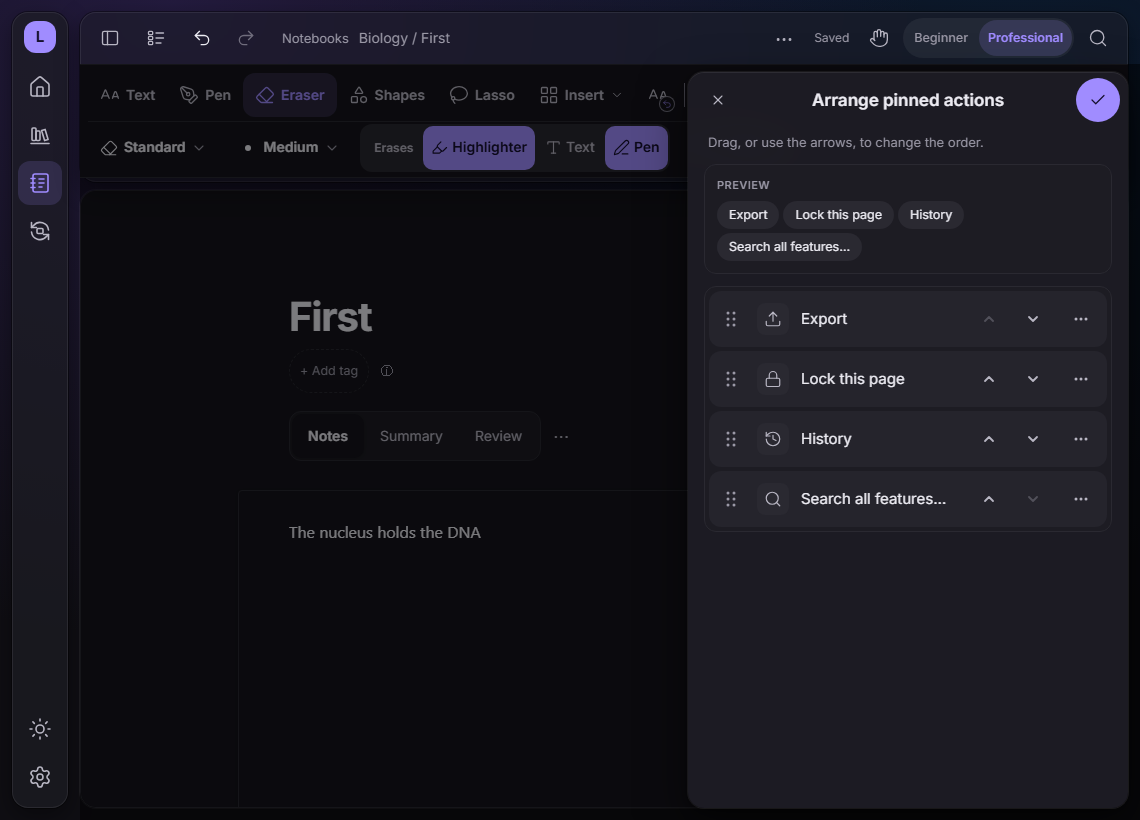 L
Notebooks Biology / First
Saved
Beginner Professional
AA Text Pen Eraser Shapes Lasso Insert AA
Standard Medium Erases Highlighter Text Pen
First
+ Add tag
Notes Summary Review
The nucleus holds the DNA
Arrange pinned actions
Drag, or use the arrows, to change the order.
PREVIEW
Export Lock this page History
Search all features...
Export
Lock this page
History
Search all features...